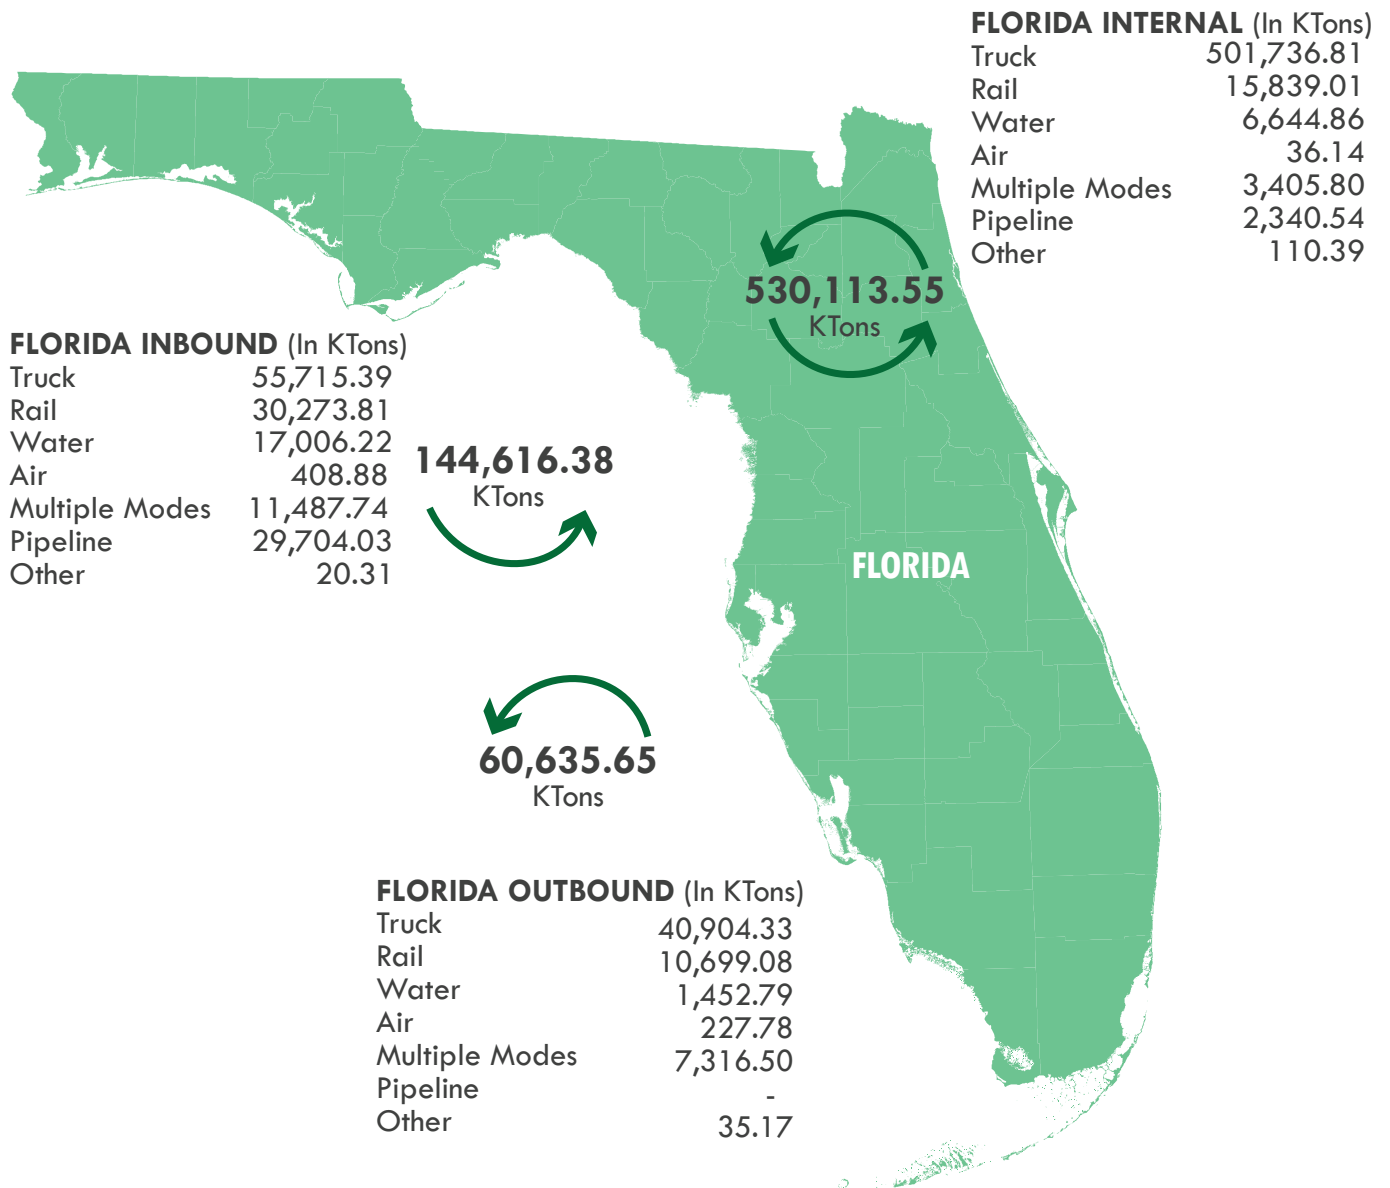 FLORIDA INTERNAL (In KTons)
Truck 501,736.81
Rail 15,839.01
Water 6,644.86
Air 36.14
Multiple Modes 3,405.80
Pipeline 2,340.54
Other 110.39
530,113.55
KTons
FLORIDA INBOUND (In KTons)
Truck 55,715.39
Rail 30,273.81
Water 17,006.22
Air 408.88
Multiple Modes 11,487.74
Pipeline 29,704.03
Other 20.31
144,616.38
KTons
FLORIDA
60,635.65
KTons
FLORIDA OUTBOUND (In KTons)
Truck 40,904.33
Rail 10,699.08
Water 1,452.79
Air 227.78
Multiple Modes 7,316.50
Pipeline -
Other 35.17